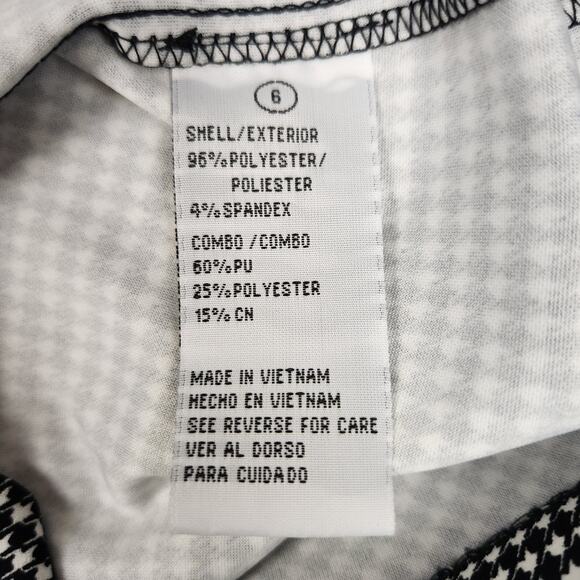 6
SHELL/EXTERIOR
96%POLYESTER/
POLIESTER
4%SPANDEX
COMBO /COMBO
60%PU
25%POLYESTER
15%CN
MADE IN VIETNAM
HECHO EN VIETNAM
SEE REVERSE FOR CARE
VER AL DORSO
PARA CUIDADO